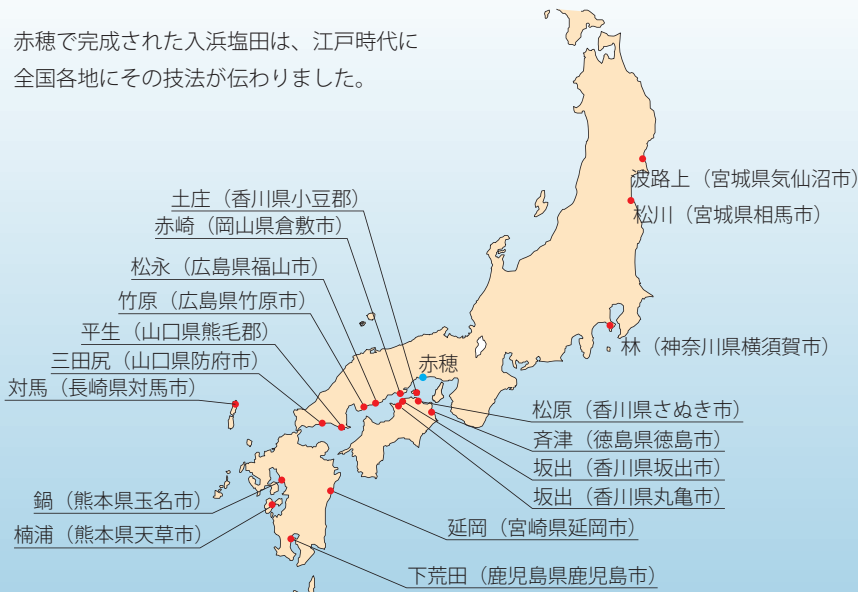 赤穂で完成された入浜塩田は、江戸時代に
全国各地にその技法が伝わりました。
波路上（宮城県気仙沼市）
松川（宮城県相馬市）
林（神奈川県横須賀市）
土庄（香川県小豆郡）
赤崎（岡山県倉敷市）
松永（広島県福山市）
竹原（広島県竹原市）
平生（山口県熊毛郡）
三田尻（山口県防府市）
対馬（長崎県対馬市）
赤穂
松原（香川県さぬき市）
斉津（徳島県徳島市）
坂出（香川県坂出市）
坂出（香川県丸亀市）
鍋（熊本県玉名市）
楠浦（熊本県天草市）
延岡（宮崎県延岡市）
下荒田（鹿児島県鹿児島市）